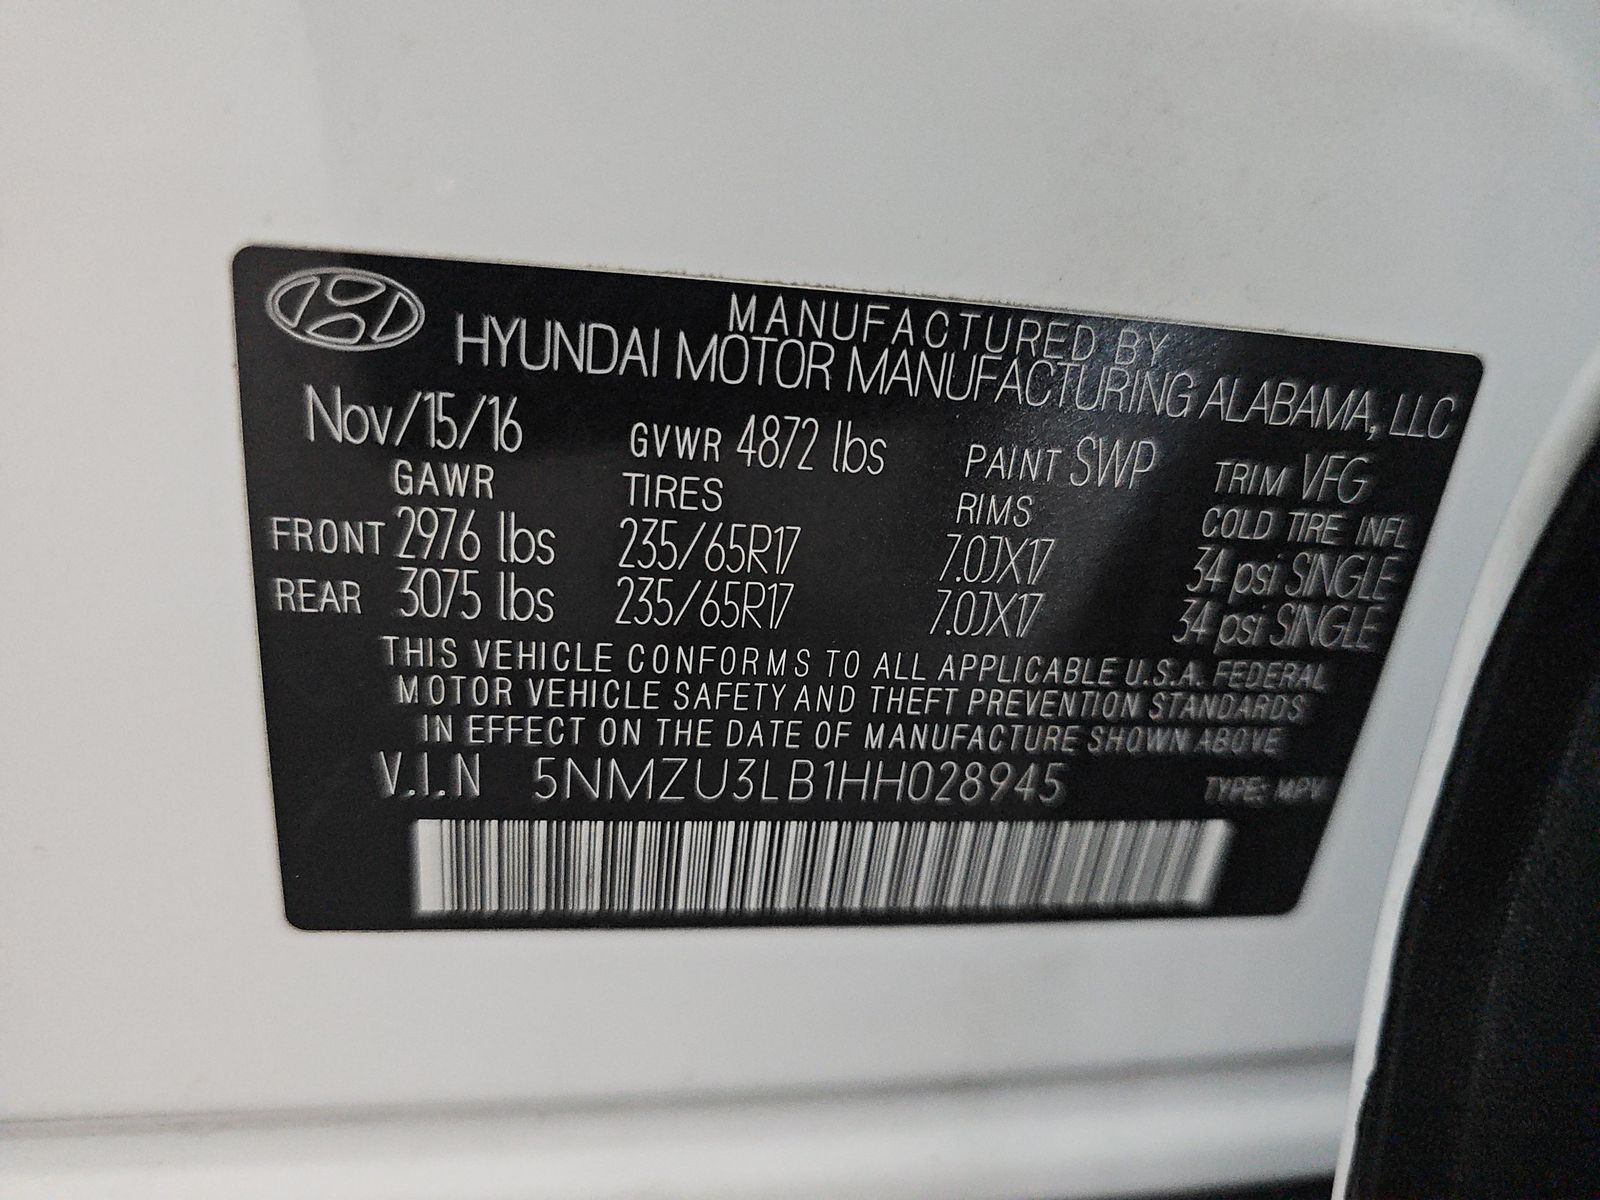 MANUFACTURED BY
HYUNDAI MOTOR MANUFACTURING ALABAMA, LLC
Nov/15/16 GVWR 4872 lbs PAINT SWP TRIM VFG
GAWR TIRES RIMS COLD TIRE INFL
FRONT 2976 lbs 235/65R17 7.0JX17 34 psi SINGLE
REAR 3075 lbs 235/65R17 7.0JX17 34 psi SINGLE
THIS VEHICLE CONFORMS TO ALL APPLICABLE U.S.A. FEDERAL
MOTOR VEHICLE SAFETY AND THEFT PREVENTION STANDARDS
IN EFFECT ON THE DATE OF MANUFACTURE SHOWN ABOVE
V.I.N 5NMZU3LB1HH028945 TYPE: MPV